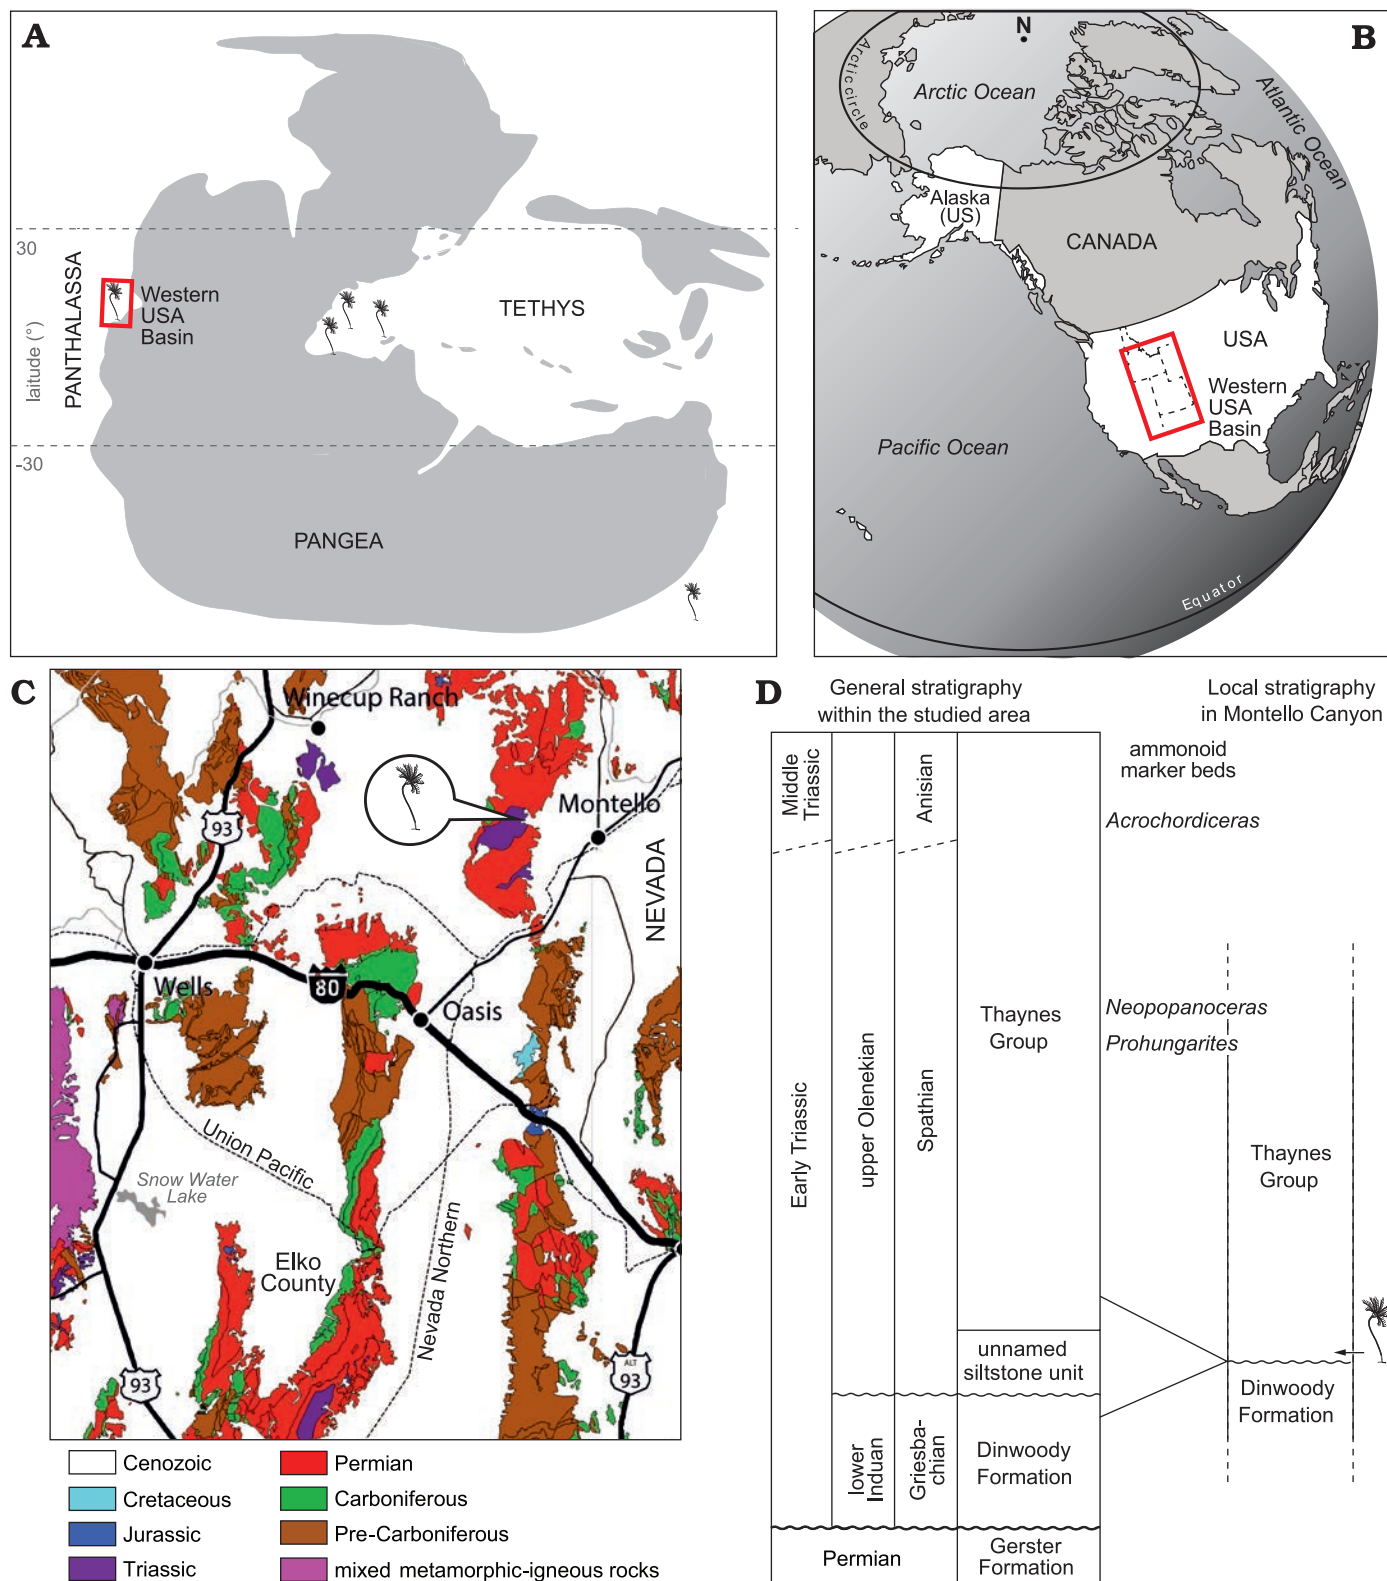 A
30
-30
laitude (°)
PANTHALASSA
Western
USA
Basin
TETHYS
PANGEA
B
N
Arctic circle
Arctic Ocean
Atlantic Ocean
Alaska
(US)
CANADA
USA
Western
USA
Basin
Pacific Ocean
Equator
C
Winecup Ranch
93
Montello
NEVADA
Wells
80
Oasis
Union Pacific
Snow Water
Lake
Elko
County
Nevada Northern
93
ALT
93
Cenozoic
Cretaceous
Jurassic
Triassic
Permian
Carboniferous
Pre-Carboniferous
mixed metamorphic-igneous rocks
D
General stratigraphy
within the studied area
Local stratigraphy
in Montello Canyon
Middle
Triassic
Anisian
ammonoid
marker beds
Acrochordiceras
Early Triassic
upper Olenekian
Spathian
Thaynes
Group
Neopopanoceras
Prohungarites
Thaynes
Group
unnamed
siltstone unit
lower
Induan
Griesba-
chian
Dinwoody
Formation
Dinwoody
Formation
Permian
Gerster
Formation